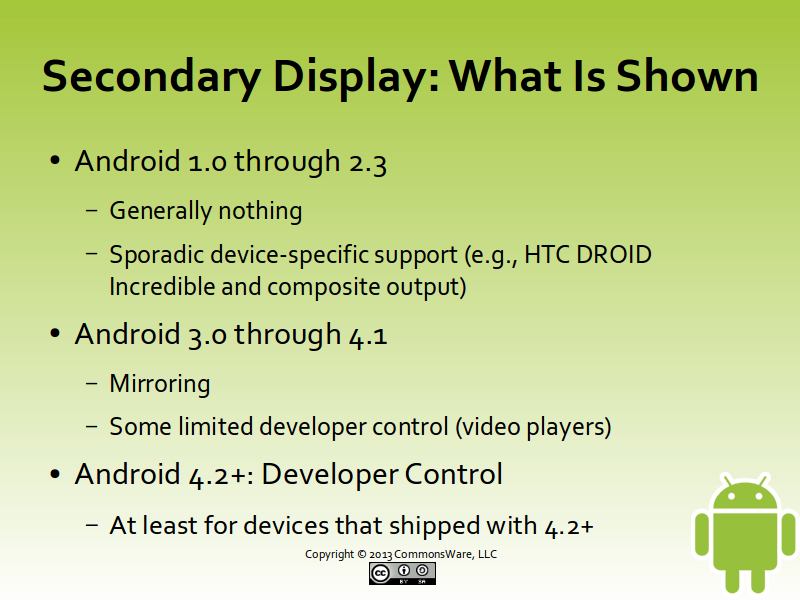 Secondary Display: What Is Shown
• Android 1.0 through 2.3
– Generally nothing
– Sporadic device-specific support (e.g., HTC DROID
Incredible and composite output)
• Android 3.0 through 4.1
– Mirroring
– Some limited developer control (video players)
• Android 4.2+: Developer Control
– At least for devices that shipped with 4.2+
Copyright © 2013 CommonsWare, LLC
cc
BY SA